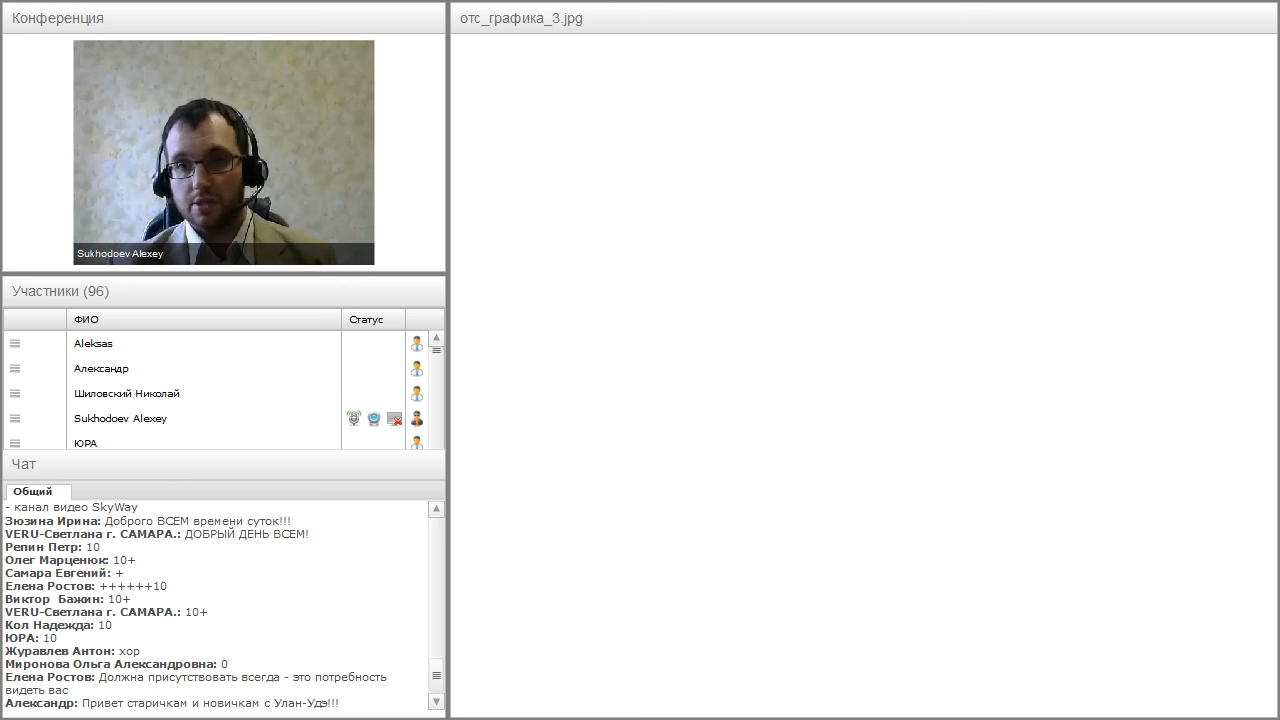 Конференция
отс_графика_3.jpg
Sukhodoev Alexey
Участники (96)
ФИО
Статус
Aleksas
Александр
Шиловский Николай
Sukhodoev Alexey
ЮРА
Чат
Общий
- канал видео SkyWay
Зюзина Ирина: Доброго ВСЕМ времени суток!!!
VERU-Светлана г. САМАРА.: ДОБРЫЙ ДЕНЬ ВСЕМ!
Репин Петр: 10
Олег Марценюк: 10+
Самара Евгений: +
Елена Ростов: ++++++10
Виктор  Бажин: 10+
VERU-Светлана г. САМАРА.: 10+
Кол Надежда: 10
ЮРА: 10
Журавлев Антон: хор
Миронова Ольга Александровна: 0
Елена Ростов: Должна присутствовать всегда - это потребность
видеть вас
Александр: Привет старичкам и новичкам с Улан-Удэ!!!